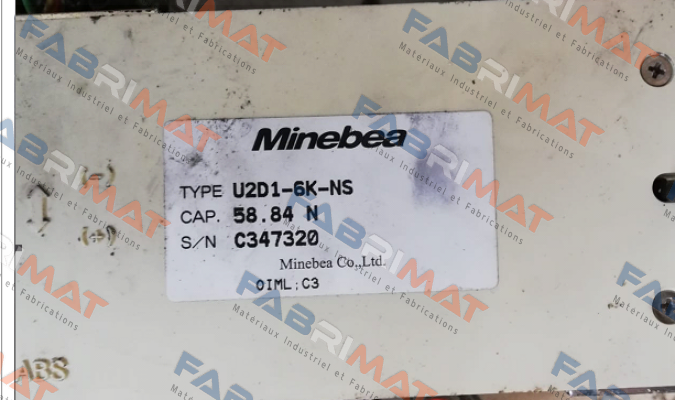 Minebea
TYPE U2D1-6K-NS
CAP. 58.84 N
S/N C347320
Minebea Co.,Ltd.
OIML:C3
(-)
(+)
ABS
FABRIMAT
Matériaux Industriel et Fabrications